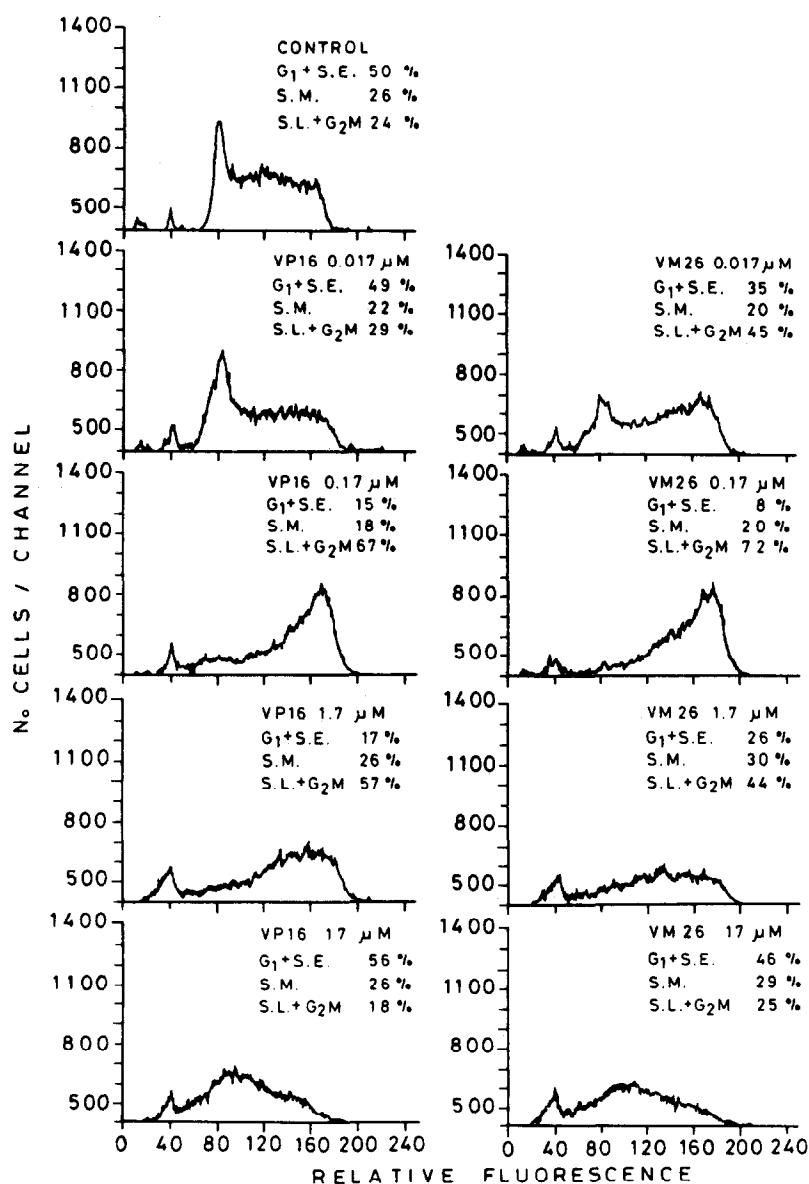 CONTROL
G₁+S.E. 50 %
S.M. 26 %
S.L.+G₂M 24 %
1400
1100
800
500
VP16 0.017 μM
G₁+S.E. 49 %
S.M. 22 %
S.L.+G₂M 29 %
1400
1100
800
500
VM26 0.017 μM
G₁+S.E. 35 %
S.M. 20 %
S.L.+G₂M 45 %
1400
1100
800
500
VP16 0.17 μM
G₁+S.E. 15 %
S.M. 18 %
S.L.+G₂M 67 %
1400
1100
800
500
VM26 0.17 μM
G₁+S.E. 8 %
S.M. 20 %
S.L.+G₂M 72 %
1400
1100
800
500
VP16 1.7 μM
G₁+S.E. 17 %
S.M. 26 %
S.L.+G₂M 57 %
1400
1100
800
500
VM26 1.7 μM
G₁+S.E. 26 %
S.M. 30 %
S.L.+G₂M 44 %
1400
1100
800
500
VP16 17 μM
G₁+S.E. 56 %
S.M. 26 %
S.L.+G₂M 18 %
1400
1100
800
500
0 40 80 120 160 200 240
VM26 17 μM
G₁+S.E. 46 %
S.M. 29 %
S.L.+G₂M 25 %
1400
1100
800
500
0 40 80 120 160 200 240
No CELLS / CHANNEL
RELATIVE FLUORESCENCE